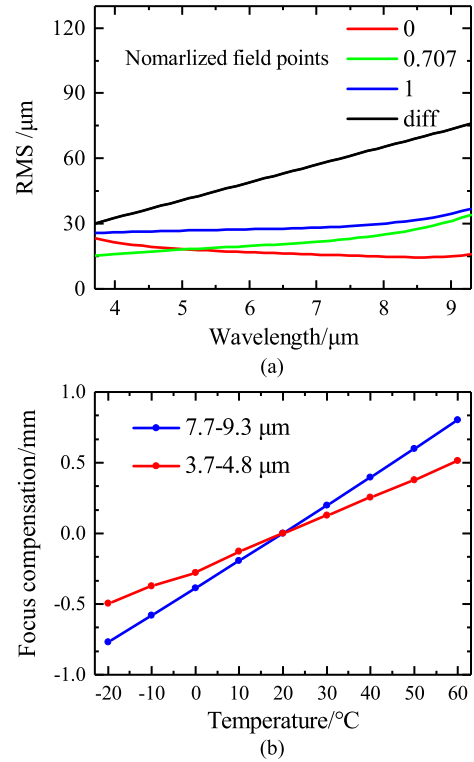 120
90
60
30
0
RMS /μm
Nomarlized field points
0
0.707
1
diff
4 5 6 7 8 9
Wavelength/μm
(a)
1.0
0.5
0.0
-0.5
-1.0
Focus compensation/mm
7.7-9.3 μm
3.7-4.8 μm
-20 -10 0 10 20 30 40 50 60
Temperature/°C
(b)